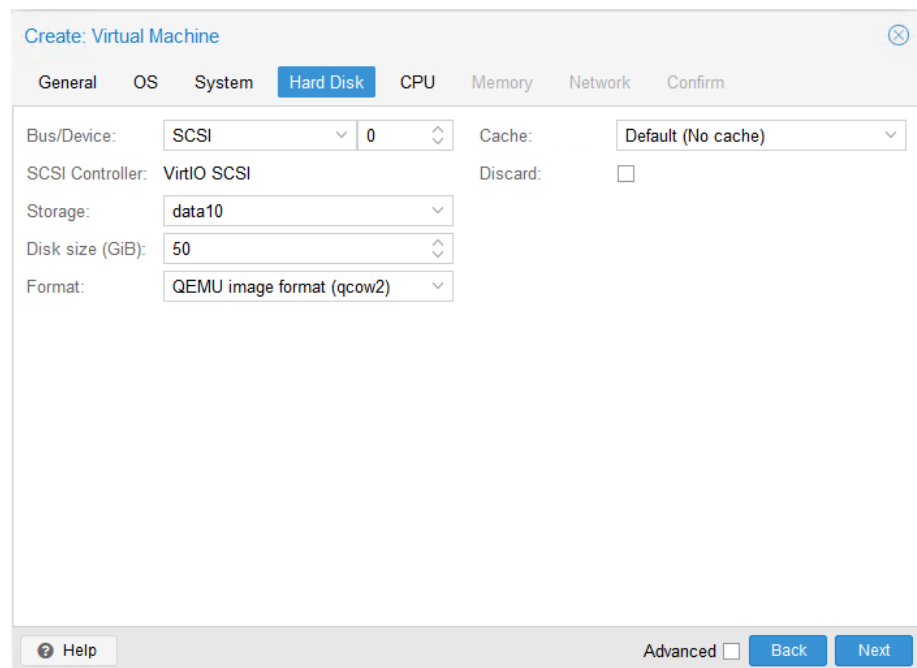 Create: Virtual Machine
General OS System Hard Disk CPU Memory Network Confirm
Bus/Device: SCSI 0 Cache: Default (No cache)
SCSI Controller: VirtIO SCSI Discard:
Storage: data10
Disk size (GiB): 50
Format: QEMU image format (qcow2)
Help Advanced Back Next